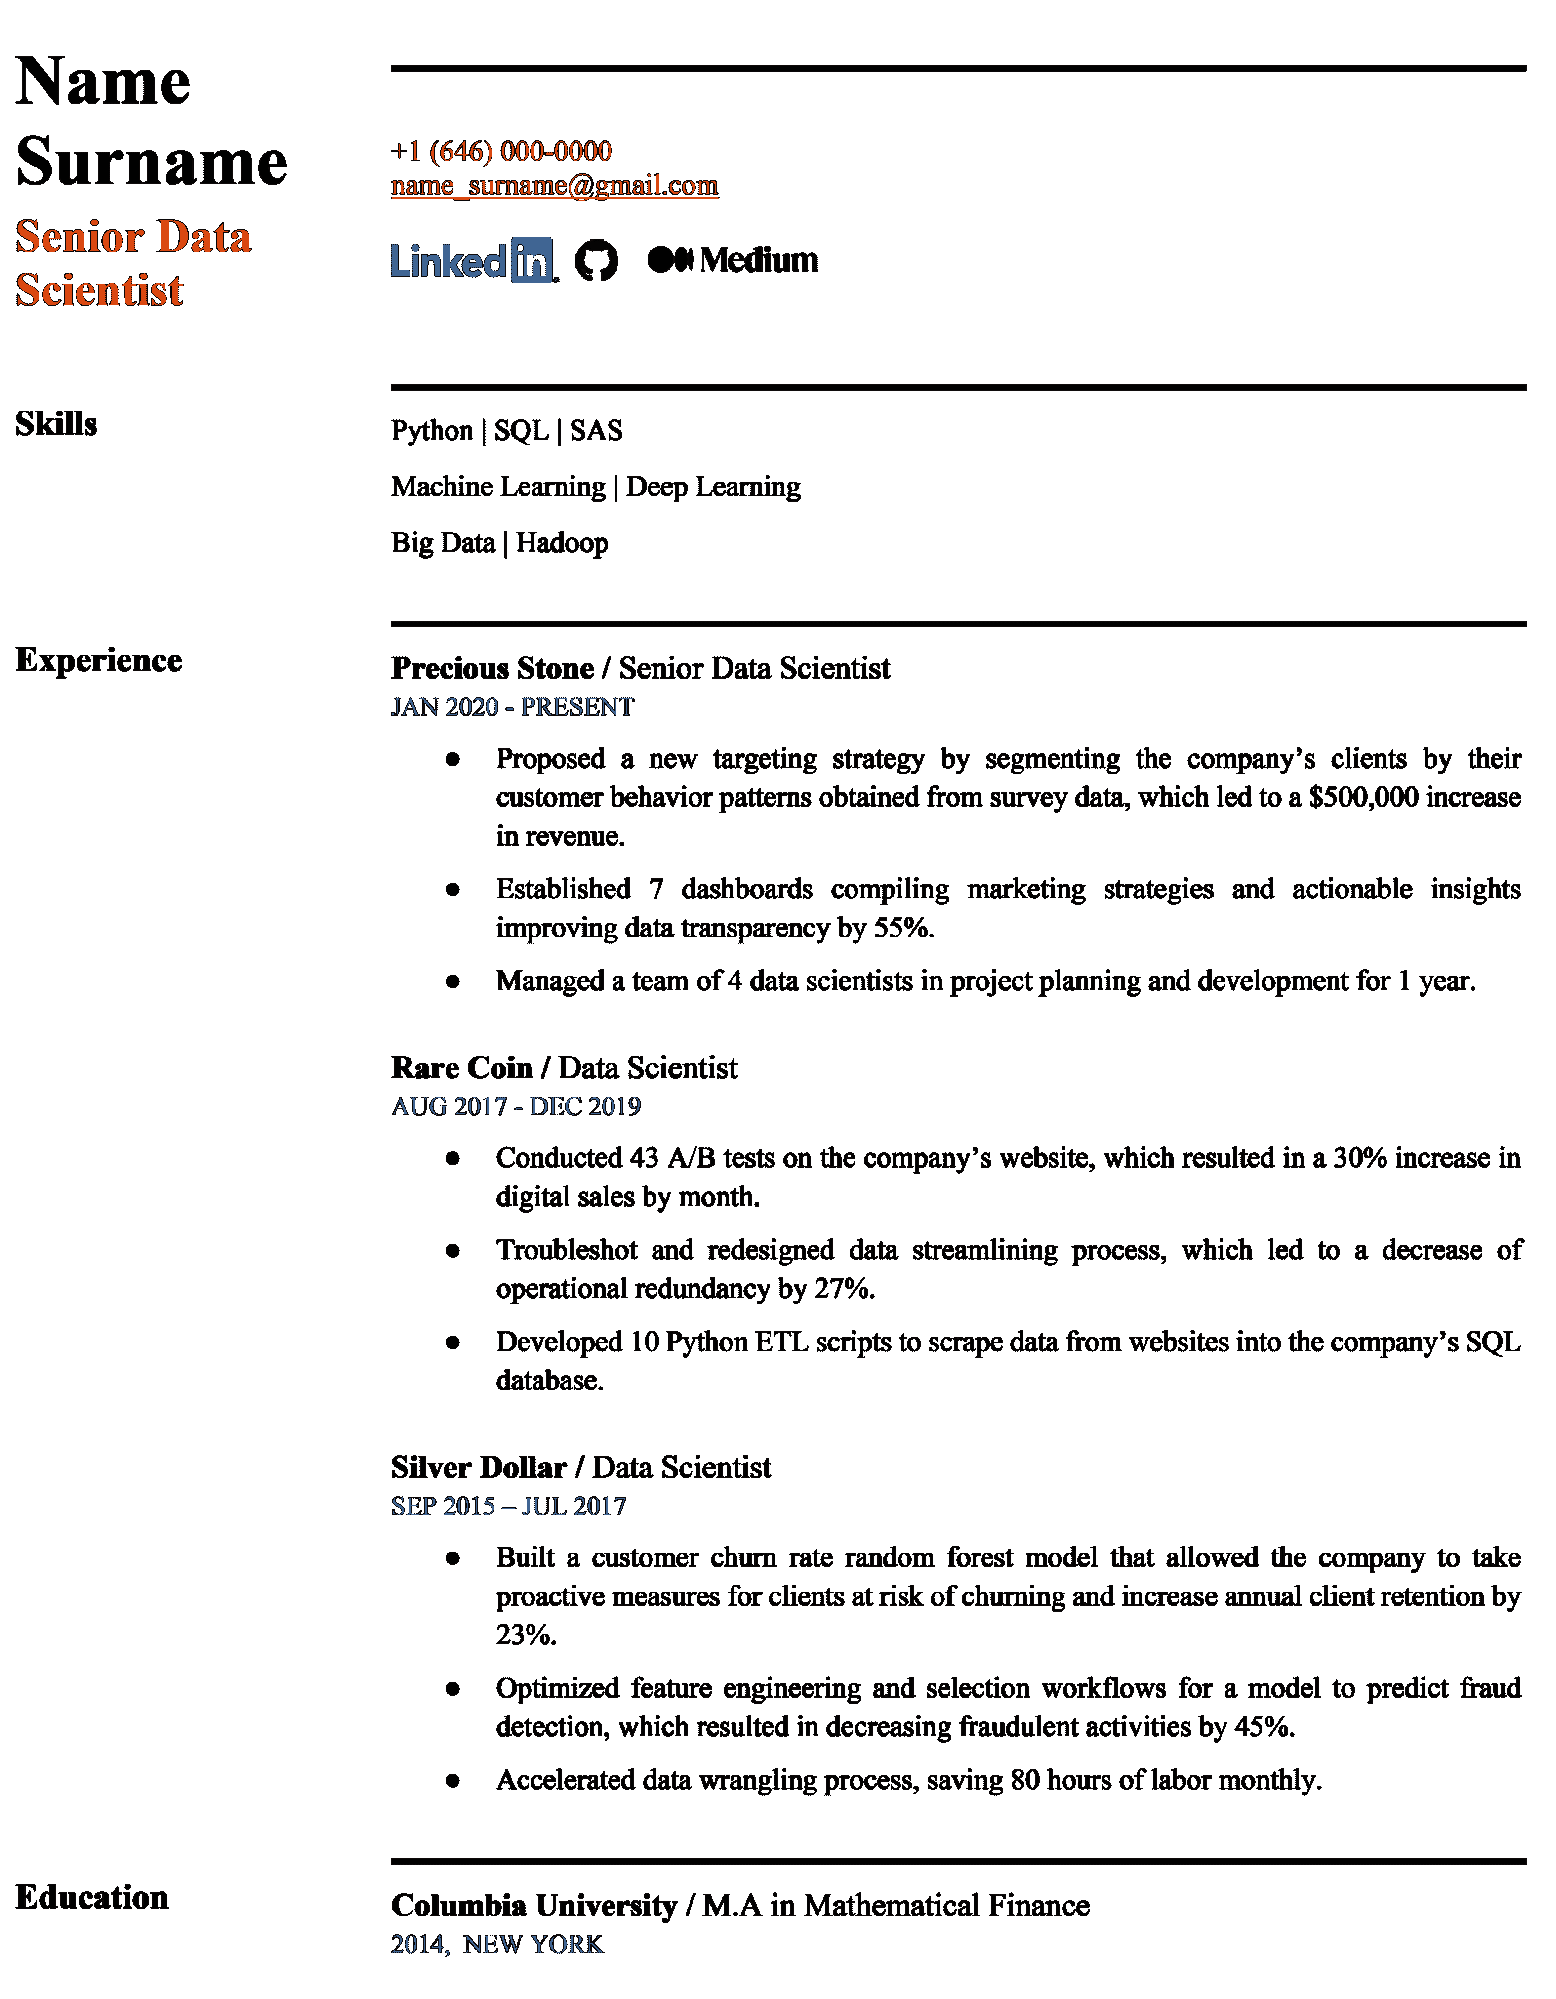 Name
Surname
Senior Data
Scientist
+1 (646) 000-0000
name_surname@gmail.com
Linkedin Medium
Skills
Python | SQL | SAS
Machine Learning | Deep Learning
Big Data | Hadoop
Experience
Precious Stone / Senior Data Scientist
JAN 2020 - PRESENT
● Proposed a new targeting strategy by segmenting the company’s clients by their
customer behavior patterns obtained from survey data, which led to a $500,000 increase
in revenue.
● Established 7 dashboards compiling marketing strategies and actionable insights
improving data transparency by 55%.
● Managed a team of 4 data scientists in project planning and development for 1 year.
Rare Coin / Data Scientist
AUG 2017 - DEC 2019
● Conducted 43 A/B tests on the company’s website, which resulted in a 30% increase in
digital sales by month.
● Troubleshot and redesigned data streamlining process, which led to a decrease of
operational redundancy by 27%.
● Developed 10 Python ETL scripts to scrape data from websites into the company’s SQL
database.
Silver Dollar / Data Scientist
SEP 2015 – JUL 2017
● Built a customer churn rate random forest model that allowed the company to take
proactive measures for clients at risk of churning and increase annual client retention by
23%.
● Optimized feature engineering and selection workflows for a model to predict fraud
detection, which resulted in decreasing fraudulent activities by 45%.
● Accelerated data wrangling process, saving 80 hours of labor monthly.
Education
Columbia University / M.A in Mathematical Finance
2014, NEW YORK